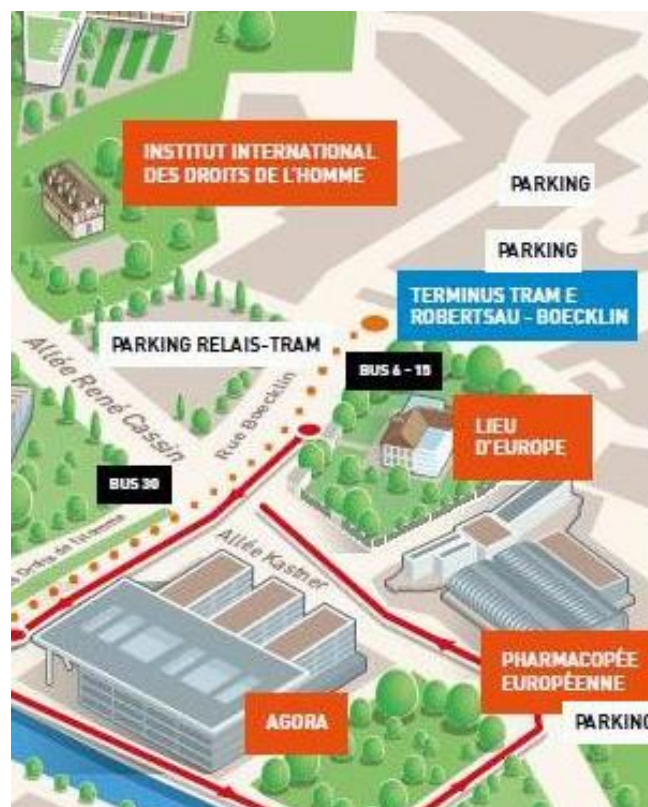 INSTITUT INTERNATIONAL
DES DROITS DE L'HOMME
PARKING
PARKING
TERMINUS TRAM E
ROBERTSAU - BOECKLIN
PARKING RELAIS-TRAM
BUS 6 - 15
Allée René Cassin
Rue Boecklin
LIEU
D'EUROPE
BUS 30
de
Allée Kastner
PHARMACOPÉE
EUROPÉENNE
AGORA
PARKING